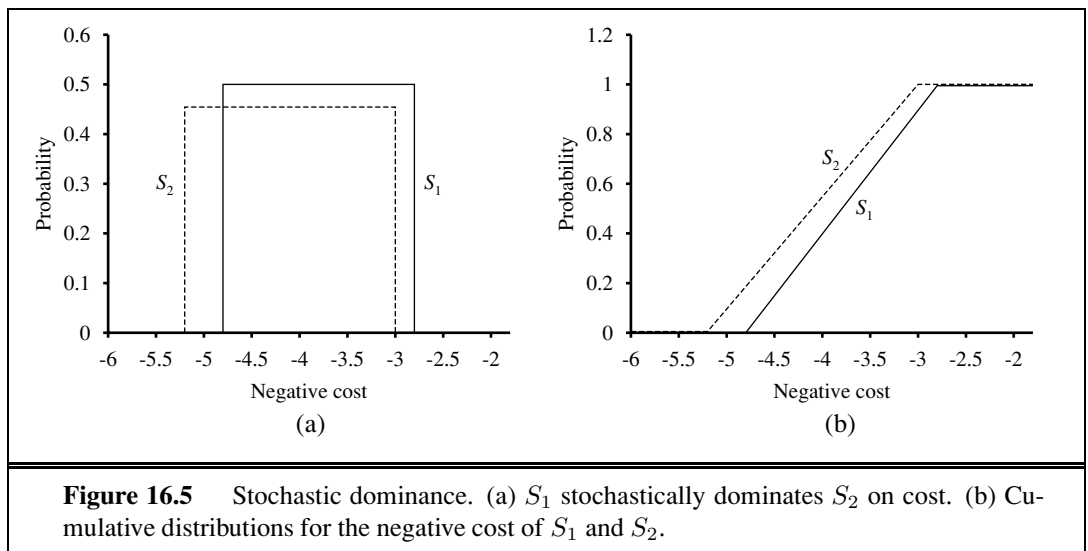 0.6
0.5
0.4
0.3
0.2
0.1
0
Probability
S₂
S₁
-6 -5.5 -5 -4.5 -4 -3.5 -3 -2.5 -2
Negative cost
(a)
1.2
1
0.8
0.6
0.4
0.2
0
Probability
S₂
S₁
-6 -5.5 -5 -4.5 -4 -3.5 -3 -2.5 -2
Negative cost
(b)
Figure 16.5 Stochastic dominance. (a) S₁ stochastically dominates S₂ on cost. (b) Cu-
mulative distributions for the negative cost of S₁ and S₂.